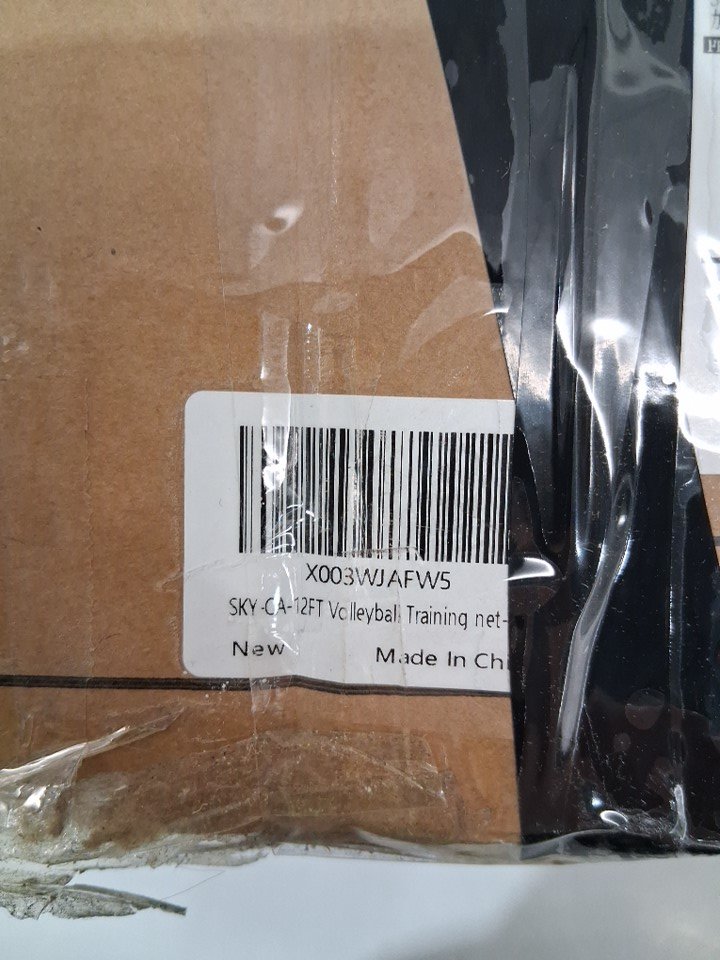 X003WJAFW5
SKY-CA-12FT Volleyball Training net-
New
Made In Chi